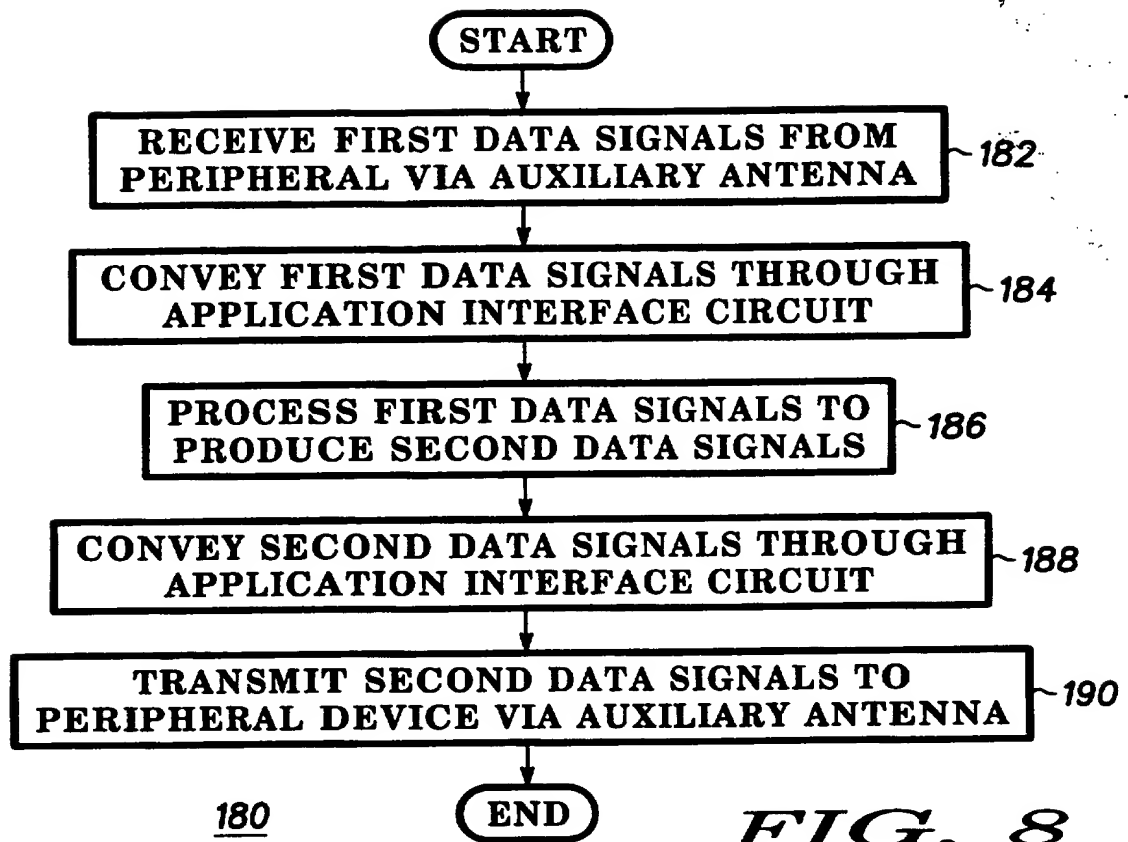 START
RECEIVE FIRST DATA SIGNALS FROM
PERIPHERAL VIA AUXILIARY ANTENNA
182
CONVEY FIRST DATA SIGNALS THROUGH
APPLICATION INTERFACE CIRCUIT
184
PROCESS FIRST DATA SIGNALS TO
PRODUCE SECOND DATA SIGNALS
186
CONVEY SECOND DATA SIGNALS THROUGH
APPLICATION INTERFACE CIRCUIT
188
TRANSMIT SECOND DATA SIGNALS TO
PERIPHERAL DEVICE VIA AUXILIARY ANTENNA
190
END
180
FIG. 8